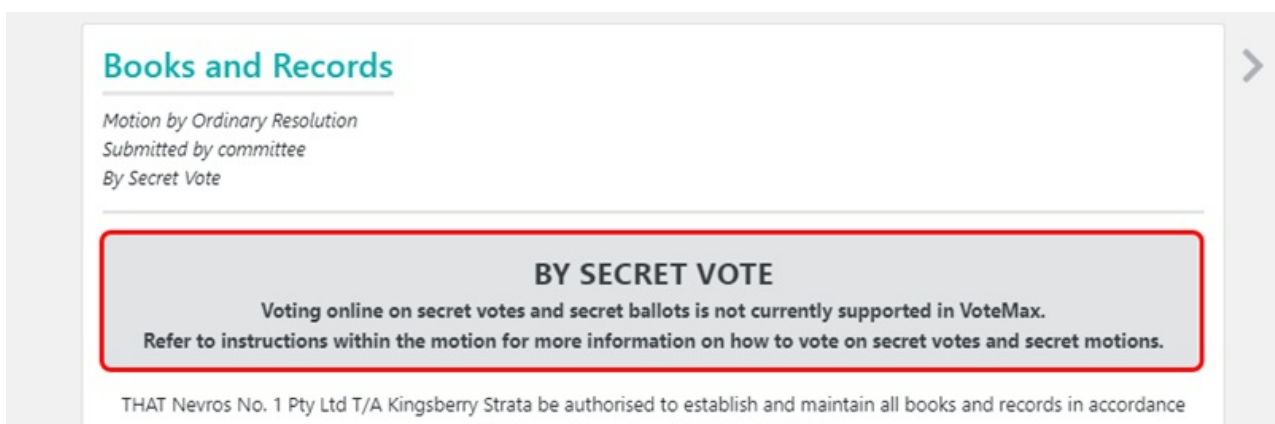 Books and Records
Motion by Ordinary Resolution
Submitted by committee
By Secret Vote
BY SECRET VOTE
Voting online on secret votes and secret ballots is not currently supported in VoteMax.
Refer to instructions within the motion for more information on how to vote on secret votes and secret motions.
THAT Nevros No. 1 Pty Ltd T/A Kingsberry Strata be authorised to establish and maintain all books and records in accordance